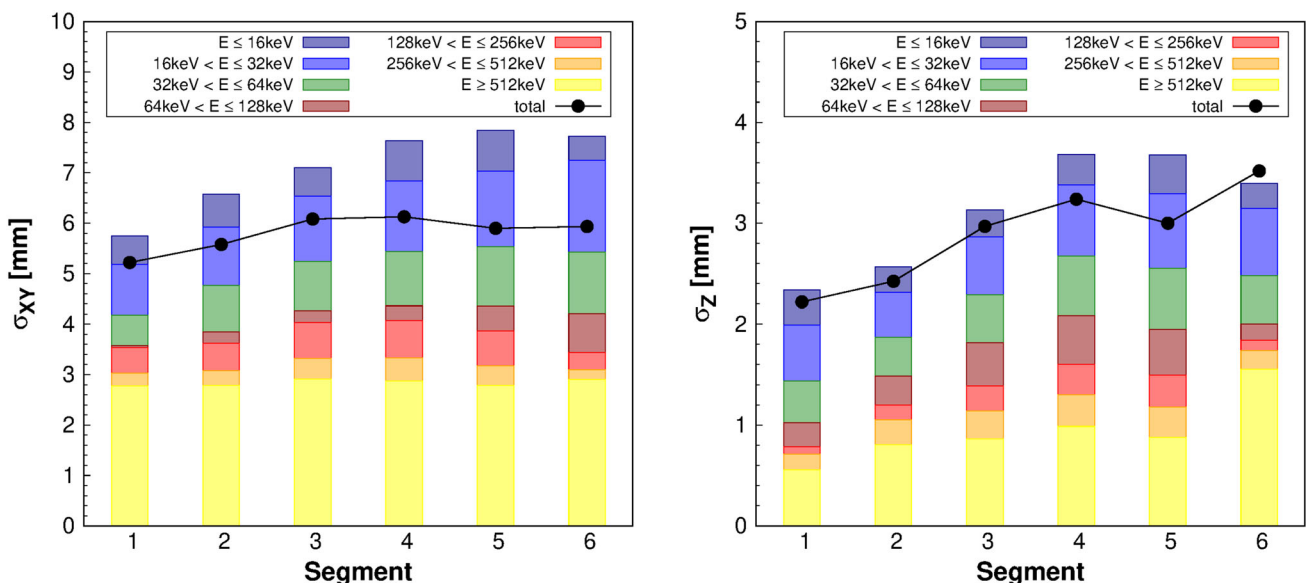 10
9
8
7
6
5
4
3
2
1
0
σXY [mm]
E ≤ 16keV
16keV < E ≤ 32keV
32keV < E ≤ 64keV
64keV < E ≤ 128keV
128keV < E ≤ 256keV
256keV < E ≤ 512keV
E ≥ 512keV
total
1 2 3 4 5 6
Segment
5
4
3
2
1
0
σZ [mm]
E ≤ 16keV
16keV < E ≤ 32keV
32keV < E ≤ 64keV
64keV < E ≤ 128keV
128keV < E ≤ 256keV
256keV < E ≤ 512keV
E ≥ 512keV
total
1 2 3 4 5 6
Segment